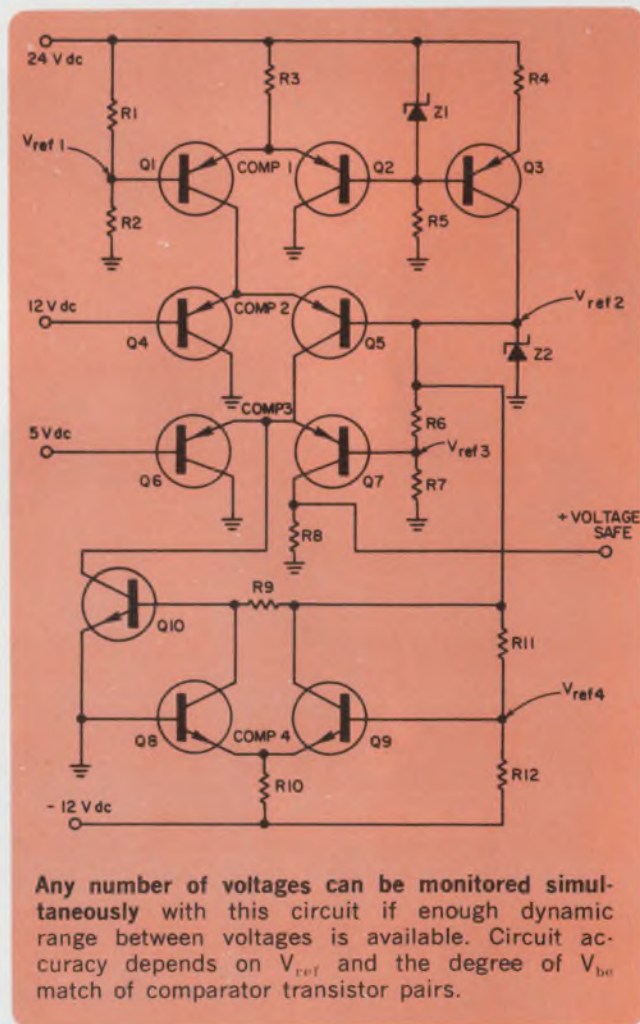 24 V dc
R1
R3
Z1
R4
Vref 1
Q1
COMP 1
Q2
Q3
R2
R5
12 V dc
COMP 2
Vref 2
Q4
Q5
Z2
5 V dc
COMP3
R6
Vref 3
Q6
Q7
R7
R8
+ VOLTAGE
SAFE
R9
Q10
R11
Vref4
Q8
COMP 4
Q9
R10
R12
- 12 V dc
Any number of voltages can be monitored simul-
taneously with this circuit if enough dynamic
range between voltages is available. Circuit ac-
curacy depends on Vref and the degree of Vbe
match of comparator transistor pairs.